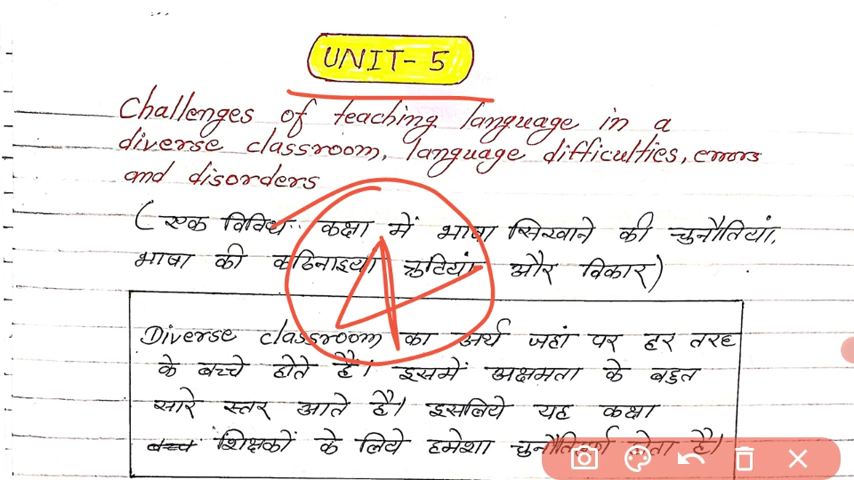 UNIT-5
Challenges of teaching language in a
diverse classroom, language difficulties, errors
and disorders
(एक विविध कक्षा में भाषा सिखाने की चुनौतियां,
भाषा की कठिनाइया त्रुटियां और विकार)
Diverse classroom का अर्थ जहां पर हर तरह
के बच्चे होते हैं। इसमें अक्षमता के बहुत
सारे स्तर आते है। इसलिये यह कक्षा
शिक्षकों के लिये हमेशा होता है।